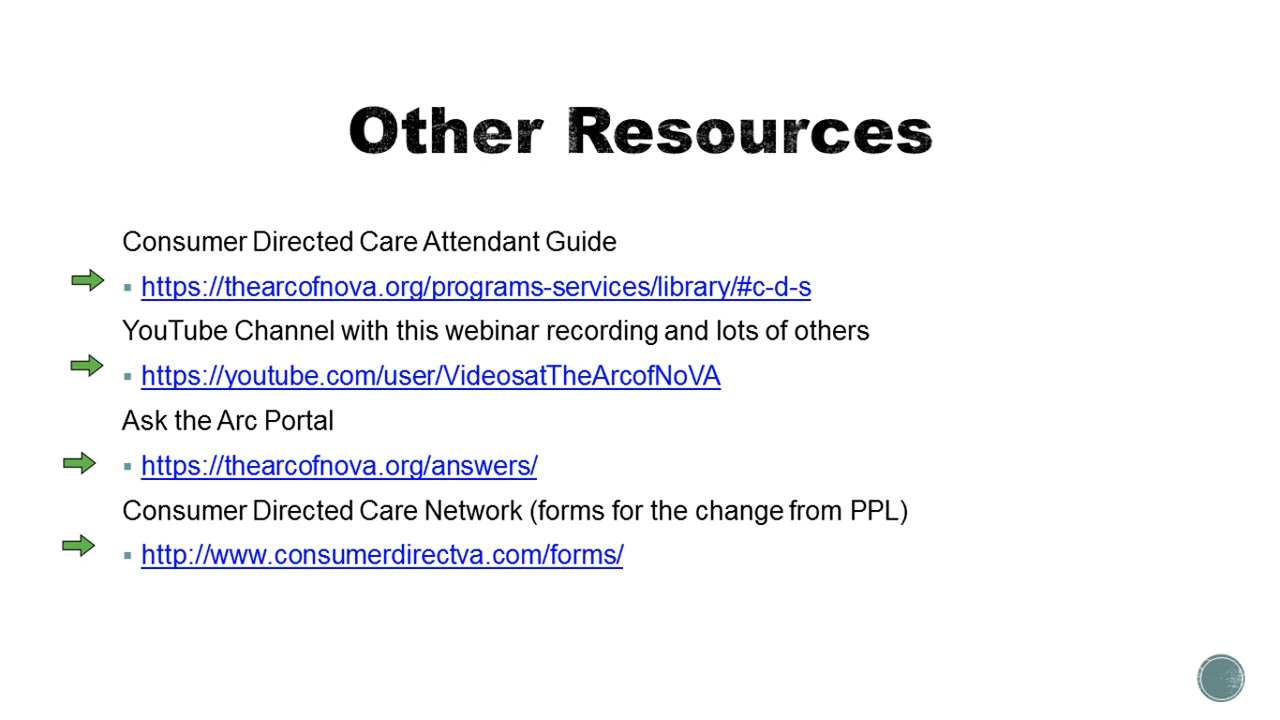 Other Resources
Consumer Directed Care Attendant Guide
▪ https://thearcofnova.org/programs-services/library/#c-d-s
YouTube Channel with this webinar recording and lots of others
▪ https://youtube.com/user/VideosatTheArcofNoVA
Ask the Arc Portal
▪ https://thearcofnova.org/answers/
Consumer Directed Care Network (forms for the change from PPL)
▪ http://www.consumerdirectva.com/forms/